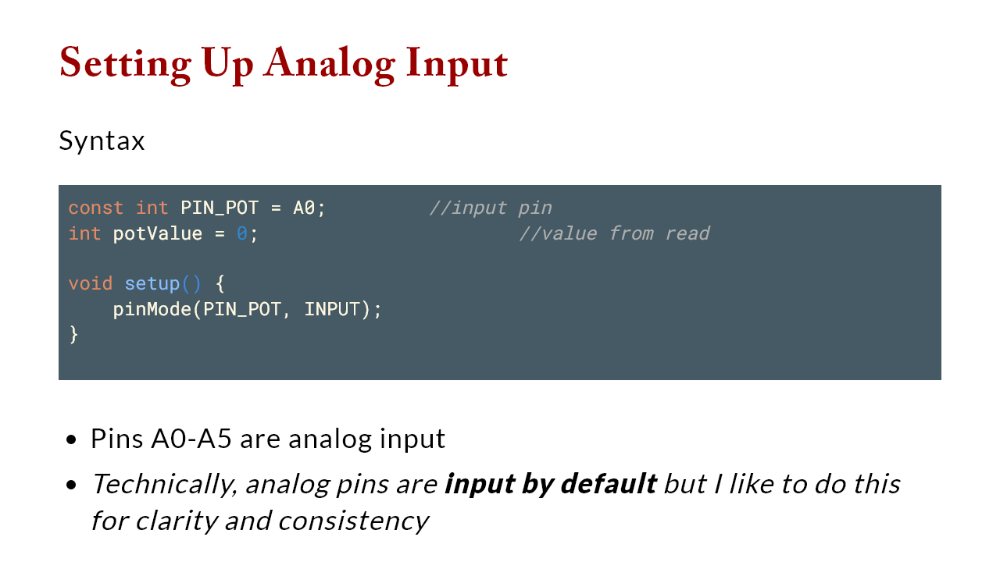 Setting Up Analog Input
Syntax
const int PIN_POT = A0;         //input pin
int potValue = 0;                       //value from read
void setup() {
    pinMode(PIN_POT, INPUT);
}
• Pins A0-A5 are analog input
• Technically, analog pins are input by default but I like to do this
for clarity and consistency